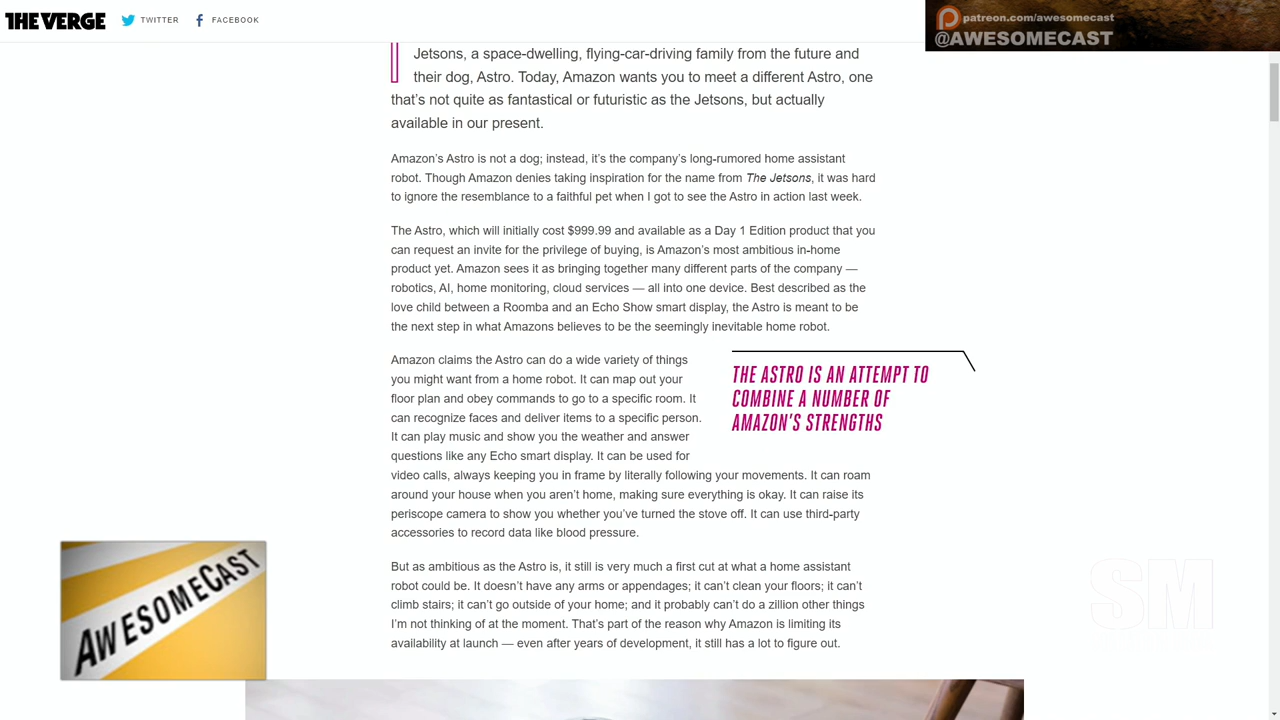 THE VERGE
TWITTER
FACEBOOK
patreon.com/awesomecast
@AWESOMECAST
Jetsons, a space-dwelling, flying-car-driving family from the future and
their dog, Astro. Today, Amazon wants you to meet a different Astro, one
that’s not quite as fantastical or futuristic as the Jetsons, but actually
available in our present.
Amazon’s Astro is not a dog; instead, it’s the company’s long-rumored home assistant
robot. Though Amazon denies taking inspiration for the name from The Jetsons, it was hard
to ignore the resemblance to a faithful pet when I got to see the Astro in action last week.
The Astro, which will initially cost $999.99 and available as a Day 1 Edition product that you
can request an invite for the privilege of buying, is Amazon’s most ambitious in-home
product yet. Amazon sees it as bringing together many different parts of the company —
robotics, AI, home monitoring, cloud services — all into one device. Best described as the
love child between a Roomba and an Echo Show smart display, the Astro is meant to be
the next step in what Amazons believes to be the seemingly inevitable home robot.
Amazon claims the Astro can do a wide variety of things
you might want from a home robot. It can map out your
floor plan and obey commands to go to a specific room. It
can recognize faces and deliver items to a specific person.
It can play music and show you the weather and answer
questions like any Echo smart display. It can be used for
video calls, always keeping you in frame by literally following your movements. It can roam
around your house when you aren’t home, making sure everything is okay. It can raise its
periscope camera to show you whether you’ve turned the stove off. It can use third-party
accessories to record data like blood pressure.
THE ASTRO IS AN ATTEMPT TO
COMBINE A NUMBER OF
AMAZON’S STRENGTHS
But as ambitious as the Astro is, it still is very much a first cut at what a home assistant
robot could be. It doesn’t have any arms or appendages; it can’t clean your floors; it can’t
climb stairs; it can’t go outside of your home; and it probably can’t do a zillion other things
I’m not thinking of at the moment. That’s part of the reason why Amazon is limiting its
availability at launch — even after years of development, it still has a lot to figure out.
AWESOMECAST
SM